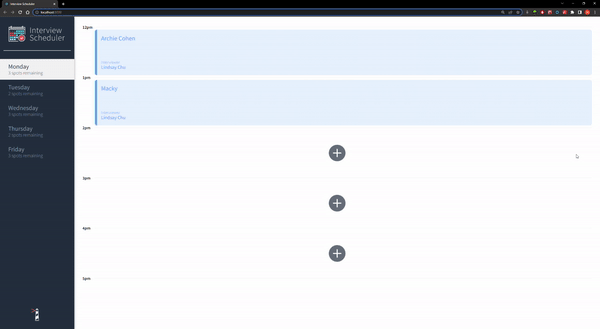 Interview Scheduler
localhost
Interview
Scheduler
Monday
3 spots remaining
Tuesday
2 spots remaining
Wednesday
3 spots remaining
Thursday
2 spots remaining
Friday
3 spots remaining
12pm
Archie Cohen
Interviewer
Lindsay Chu
1pm
Macky
Interviewer
Lindsay Chu
2pm
3pm
4pm
5pm